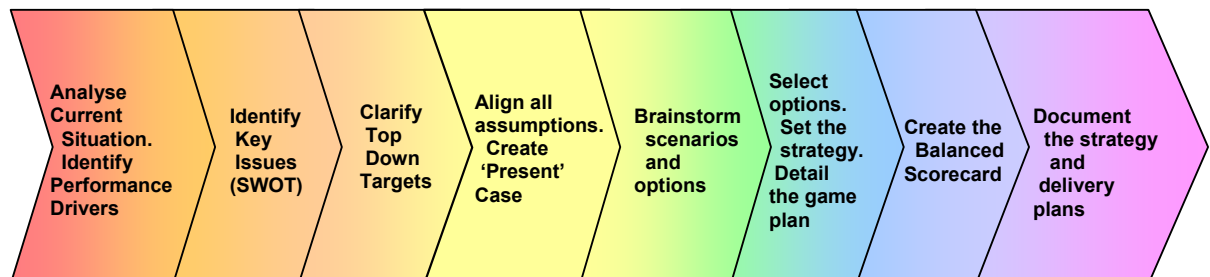 Analyse
Current
Situation.
Identify
Performance
Drivers
Identify
Key
Issues
(SWOT)
Clarify
Top
Down
Targets
Align all
assumptions.
Create
‘Present’
Case
Brainstorm
scenarios
and
options
Select
options.
Set the
strategy.
Detail
the game
plan
Create the
Balanced
Scorecard
Document
the strategy
and
delivery
plans